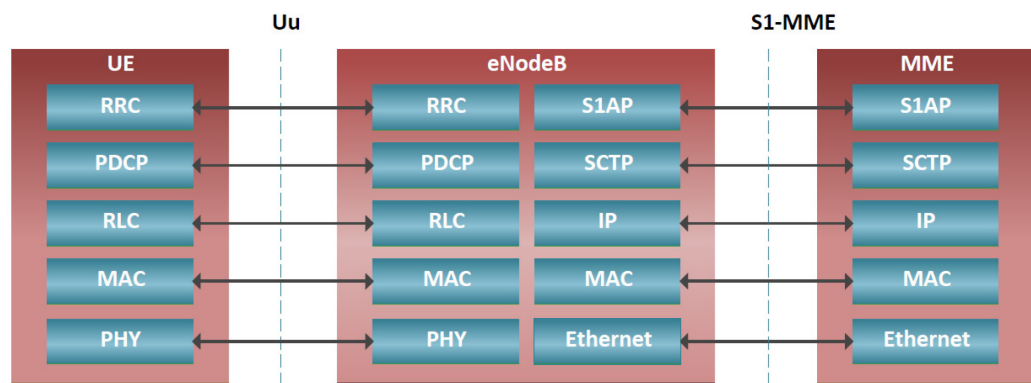 Uu S1-MME
UE eNodeB MME
RRC RRC S1AP S1AP
PDCP PDCP SCTP SCTP
RLC RLC IP IP
MAC MAC MAC MAC
PHY PHY Ethernet Ethernet